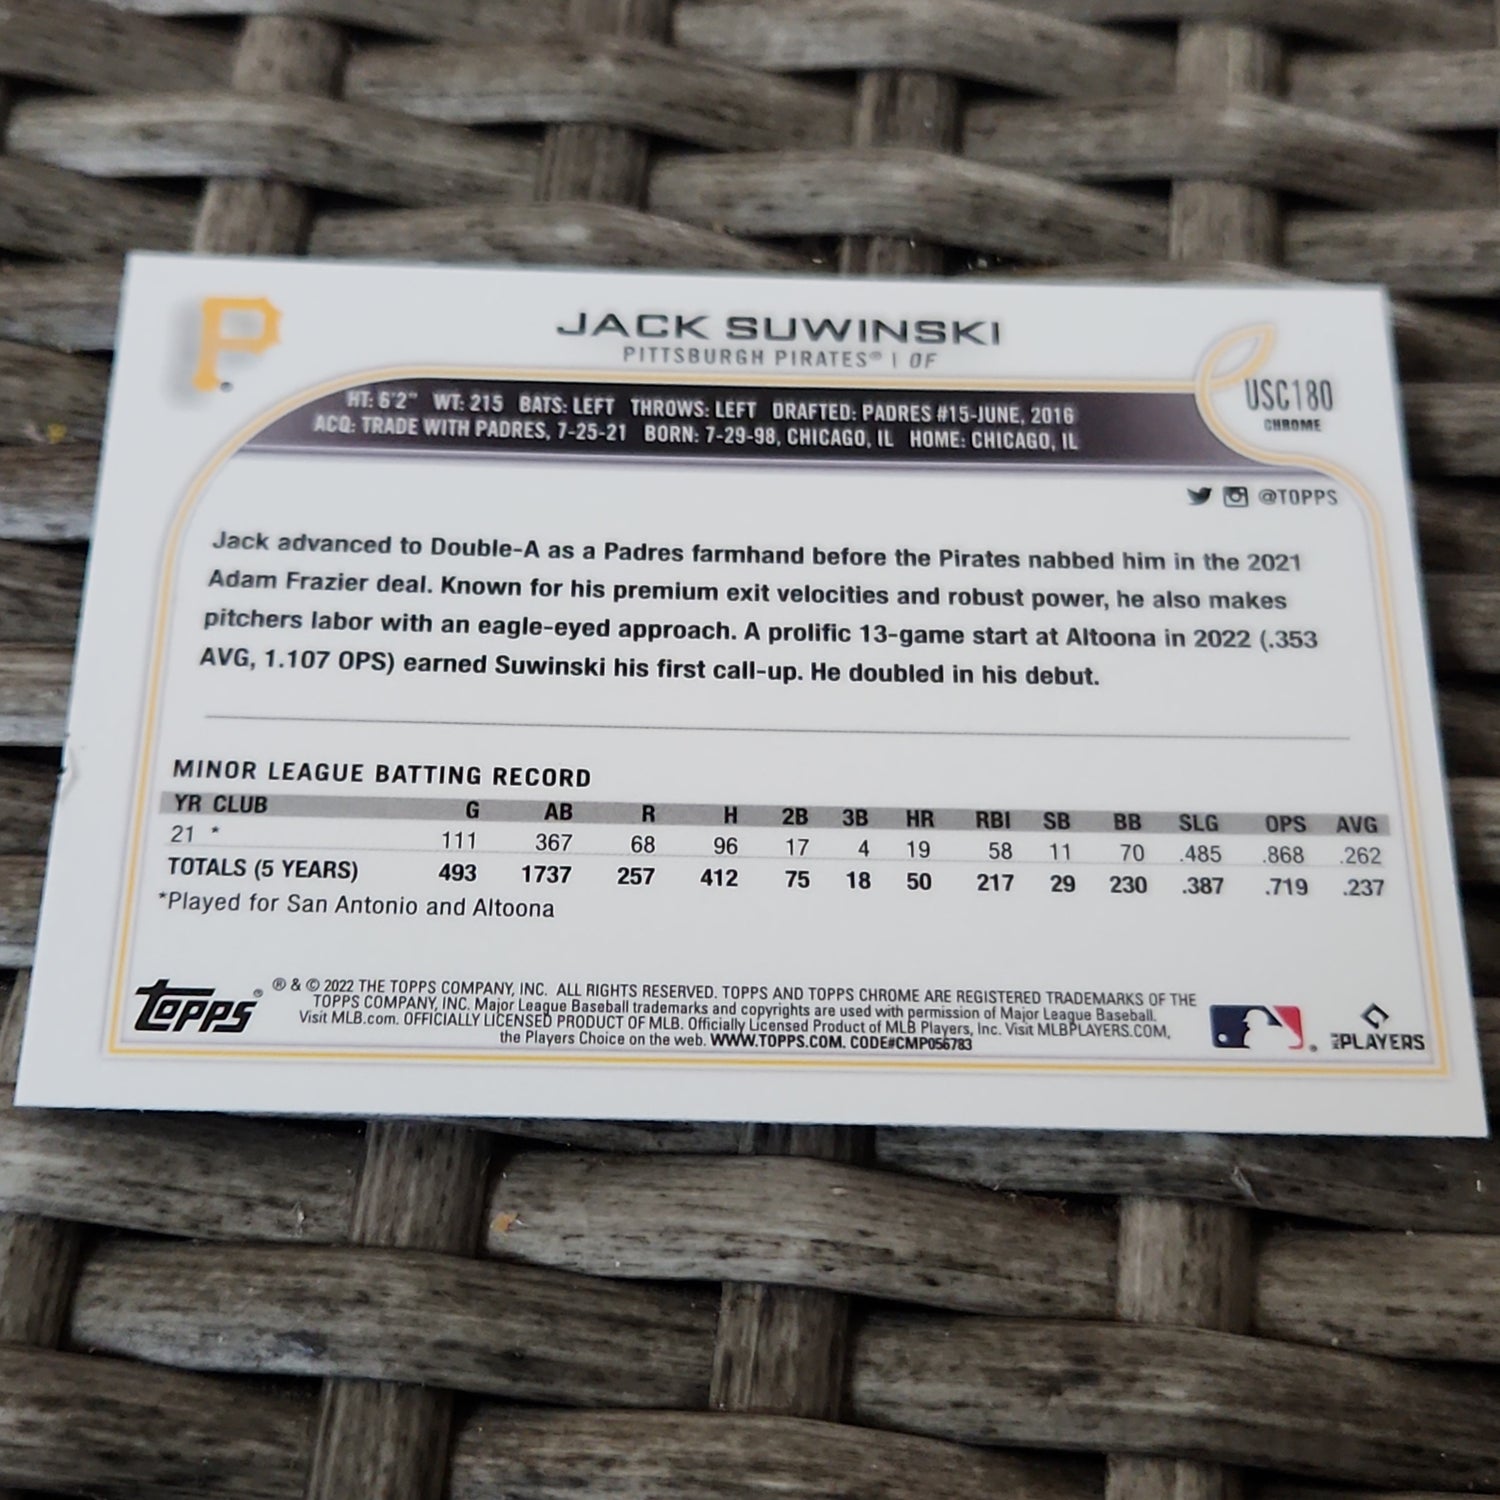 P
JACK SUWINSKI
PITTSBURGH PIRATES® | OF
USC180
CHROME
HT: 6'2" WT: 215 BATS: LEFT THROWS: LEFT DRAFTED: PADRES #15-JUNE, 2016
ACQ: TRADE WITH PADRES, 7-25-21 BORN: 7-29-98, CHICAGO, IL HOME: CHICAGO, IL
@TOPPS
Jack advanced to Double-A as a Padres farmhand before the Pirates nabbed him in the 2021
Adam Frazier deal. Known for his premium exit velocities and robust power, he also makes
pitchers labor with an eagle-eyed approach. A prolific 13-game start at Altoona in 2022 (.353
AVG, 1.107 OPS) earned Suwinski his first call-up. He doubled in his debut.
MINOR LEAGUE BATTING RECORD
YR CLUB G AB R H 2B 3B HR RBI SB BB SLG OPS AVG
21 * 111 367 68 96 17 4 19 58 11 70 .485 .868 .262
TOTALS (5 YEARS) 493 1737 257 412 75 18 50 217 29 230 .387 .719 .237
*Played for San Antonio and Altoona
TOPPS®
® & © 2022 THE TOPPS COMPANY, INC. ALL RIGHTS RESERVED. TOPPS AND TOPPS CHROME ARE REGISTERED TRADEMARKS OF THE
TOPPS COMPANY, INC. Major League Baseball trademarks and copyrights are used with permission of Major League Baseball.
Visit MLB.com. OFFICIALLY LICENSED PRODUCT OF MLB. Officially Licensed Product of MLB Players, Inc. Visit MLBPLAYERS.COM,
the Players Choice on the web. WWW.TOPPS.COM. CODE#CMP056783
MLB PLAYERS